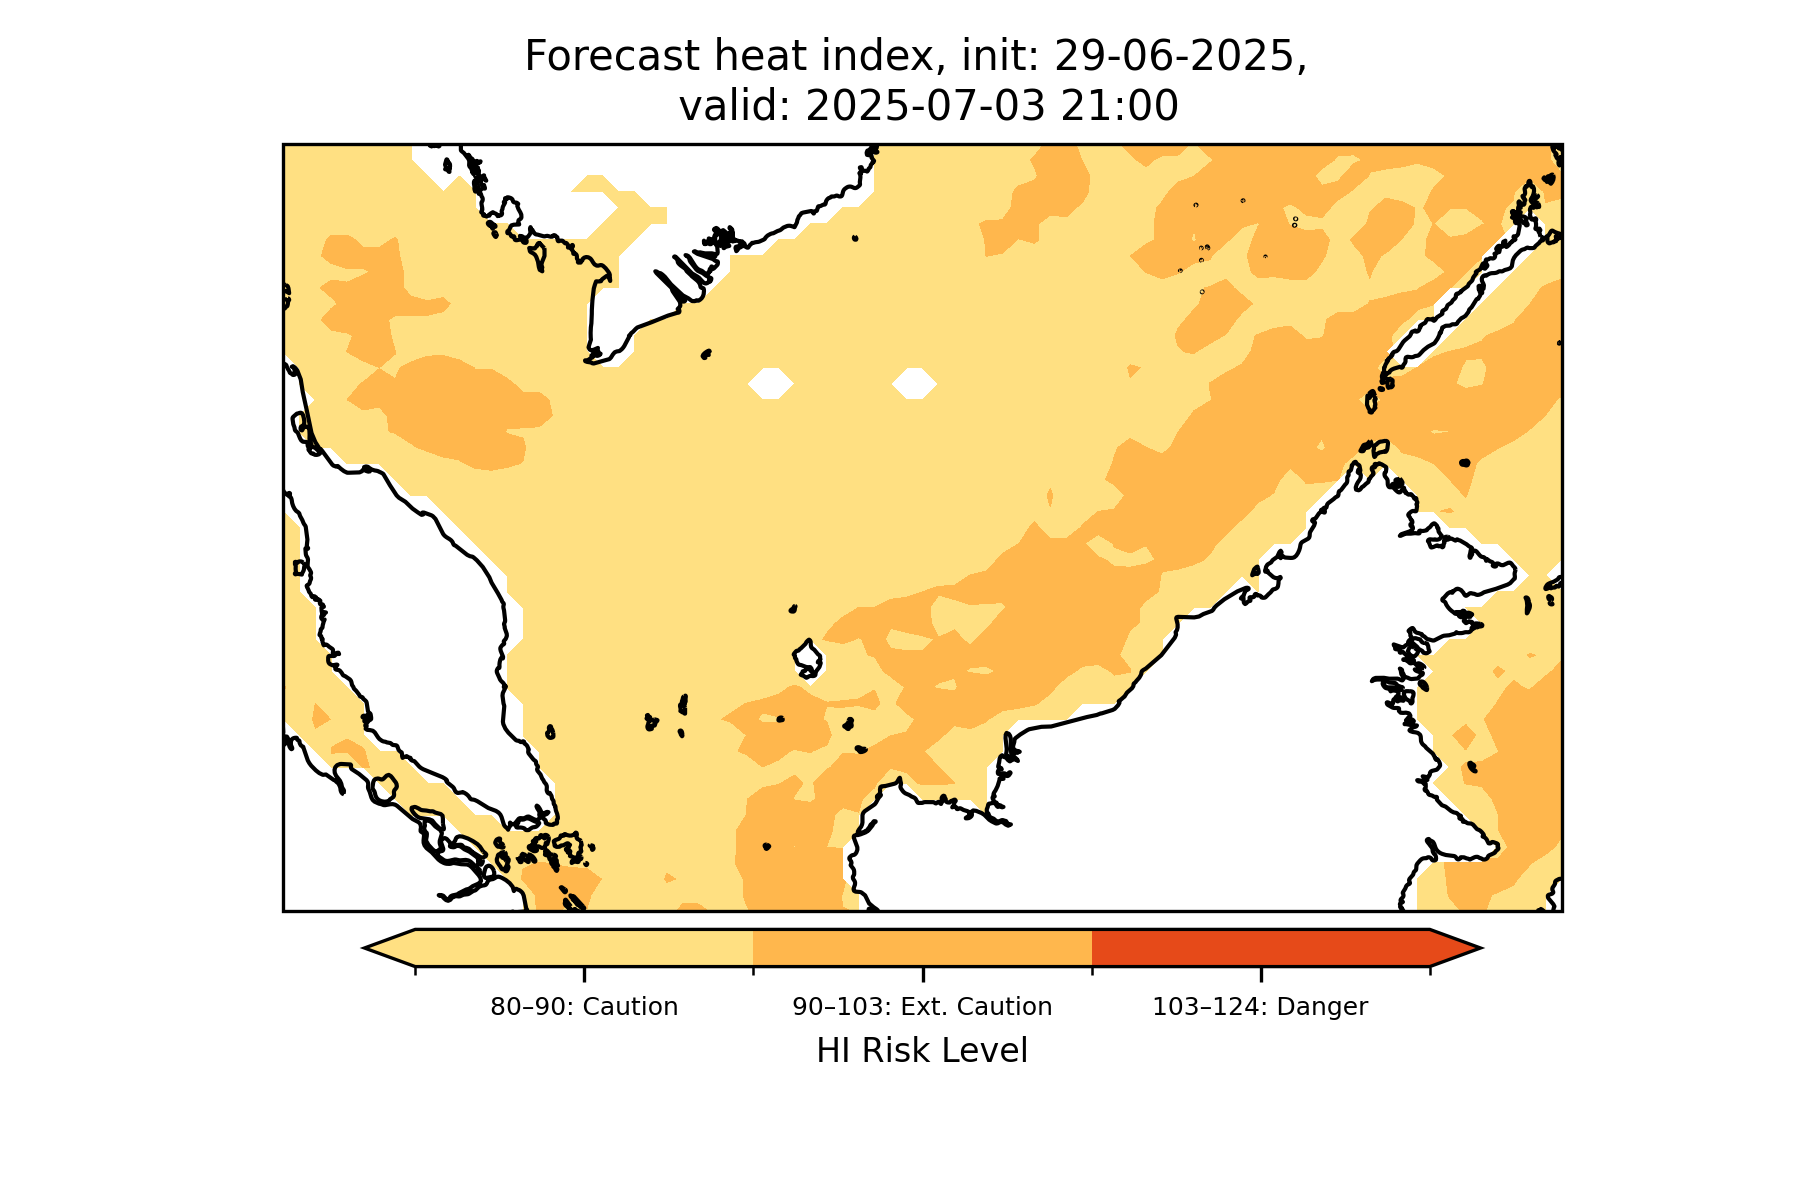 Forecast heat index, init: 29-06-2025,
valid: 2025-07-03 21:00
80–90: Caution
90–103: Ext. Caution
103–124: Danger
HI Risk Level